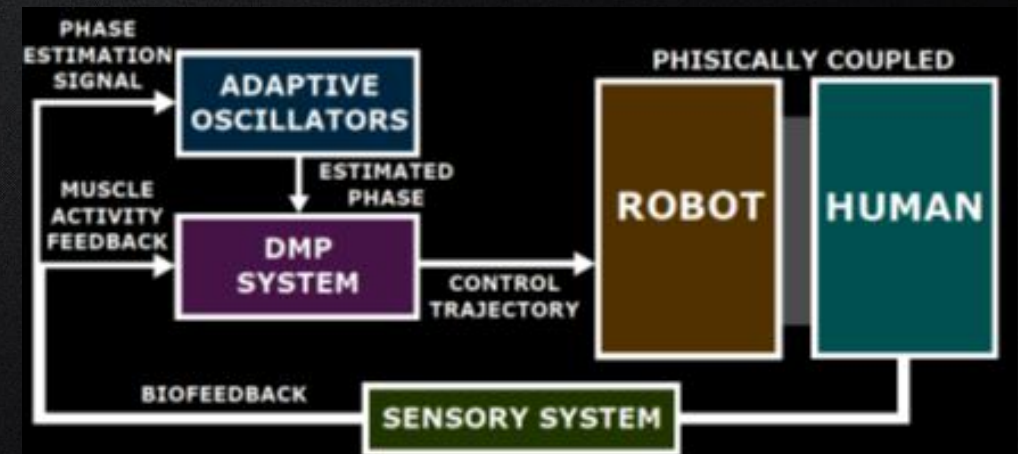 PHASE
ESTIMATION
SIGNAL
ADAPTIVE
OSCILLATORS
ESTIMATED
PHASE
MUSCLE
ACTIVITY
FEEDBACK
DMP
SYSTEM
CONTROL
TRAJECTORY
PHISICALLY COUPLED
ROBOT
HUMAN
BIOFEEDBACK
SENSORY SYSTEM